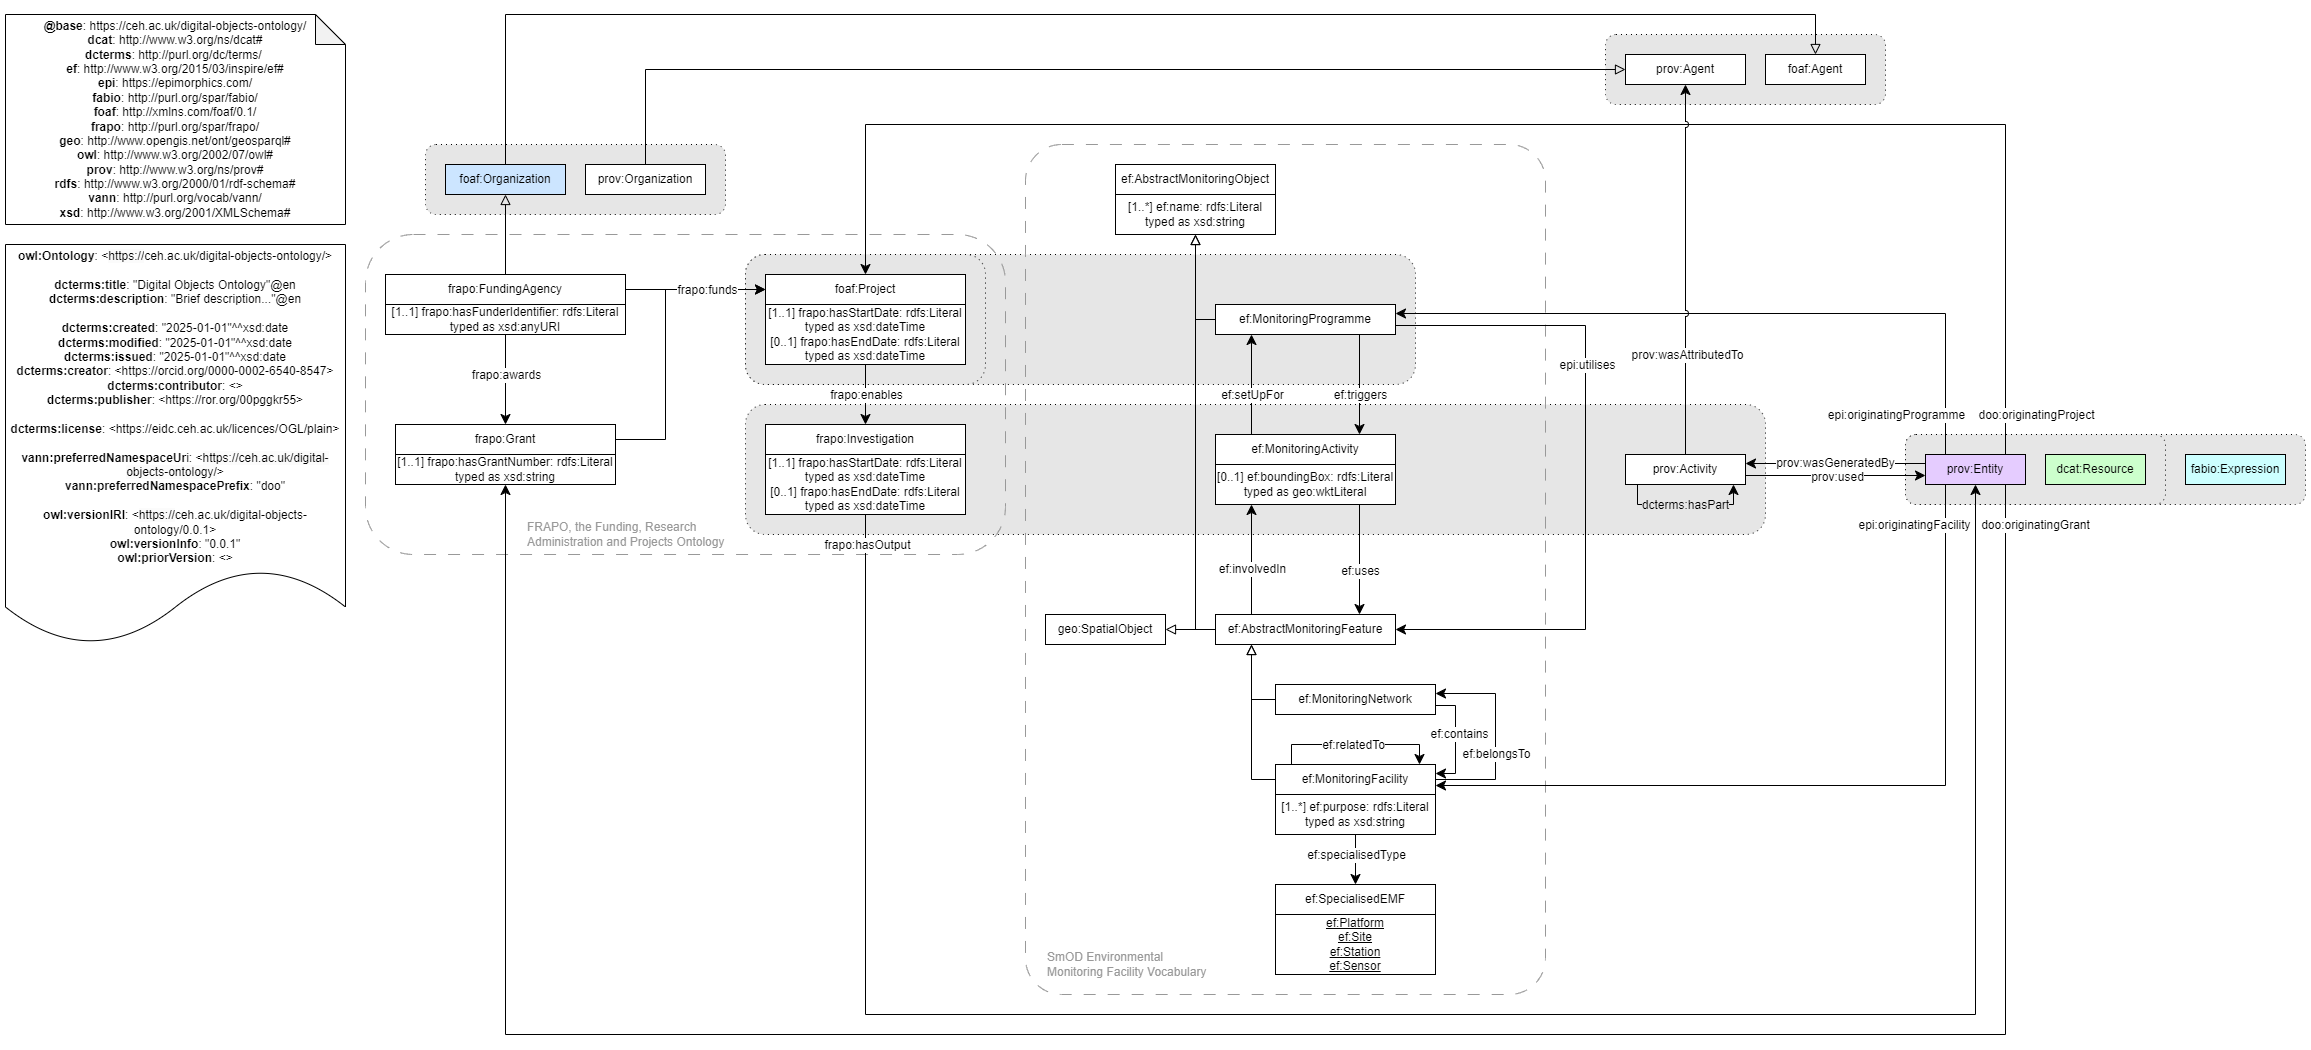 @base: https://ceh.ac.uk/digital-objects-ontology/
dcat: http://www.w3.org/ns/dcat#
dcterms: http://purl.org/dc/terms/
ef: http://www.w3.org/2015/03/inspire/ef#
epi: https://epimorphics.com/
fabio: http://purl.org/spar/fabio/
foaf: http://xmlns.com/foaf/0.1/
frapo: http://purl.org/spar/frapo/
geo: http://www.opengis.net/ont/geosparql#
owl: http://www.w3.org/2002/07/owl#
prov: http://www.w3.org/ns/prov#
rdfs: http://www.w3.org/2000/01/rdf-schema#
vann: http://purl.org/vocab/vann/
xsd: http://www.w3.org/2001/XMLSchema#
owl:Ontology: <https://ceh.ac.uk/digital-objects-ontology/>
dcterms:title: "Digital Objects Ontology"@en
dcterms:description: "Brief description..."@en
dcterms:created: "2025-01-01"^^xsd:date
dcterms:modified: "2025-01-01"^^xsd:date
dcterms:issued: "2025-01-01"^^xsd:date
dcterms:creator: <https://orcid.org/0000-0002-6540-8547>
dcterms:contributor: <>
dcterms:publisher: <https://ror.org/00pggkr55>
dcterms:license: <https://eidc.ceh.ac.uk/licences/OGL/plain>
vann:preferredNamespaceUri: <https://ceh.ac.uk/digital-
objects-ontology/>
vann:preferredNamespacePrefix: "doo"
owl:versionIRI: <https://ceh.ac.uk/digital-objects-
ontology/0.0.1>
owl:versionInfo: "0.0.1"
owl:priorVersion: <>
prov:Agent
foaf:Agent
foaf:Organization
prov:Organization
frapo:FundingAgency
[1..1] frapo:hasFunderIdentifier: rdfs:Literal
typed as xsd:anyURI
frapo:funds
frapo:awards
frapo:Grant
[1..1] frapo:hasGrantNumber: rdfs:Literal
typed as xsd:string
foaf:Project
[1..1] frapo:hasStartDate: rdfs:Literal
typed as xsd:dateTime
[0..1] frapo:hasEndDate: rdfs:Literal
typed as xsd:dateTime
frapo:enables
frapo:Investigation
[1..1] frapo:hasStartDate: rdfs:Literal
typed as xsd:dateTime
[0..1] frapo:hasEndDate: rdfs:Literal
typed as xsd:dateTime
frapo:hasOutput
FRAPO, the Funding, Research
Administration and Projects Ontology
ef:AbstractMonitoringObject
[1..*] ef:name: rdfs:Literal
typed as xsd:string
ef:MonitoringProgramme
epi:utilises
ef:setUpFor
ef:triggers
ef:MonitoringActivity
[0..1] ef:boundingBox: rdfs:Literal
typed as geo:wktLiteral
ef:involvedIn
ef:uses
geo:SpatialObject
ef:AbstractMonitoringFeature
ef:MonitoringNetwork
ef:contains
ef:relatedTo
ef:belongsTo
ef:MonitoringFacility
[1..*] ef:purpose: rdfs:Literal
typed as xsd:string
ef:specialisedType
ef:SpecialisedEMF
ef:Platform
ef:Site
ef:Station
ef:Sensor
SmOD Environmental
Monitoring Facility Vocabulary
prov:wasAttributedTo
epi:originatingProgramme
doo:originatingProject
prov:Activity
dcterms:hasPart
prov:wasGeneratedBy
prov:used
prov:Entity
dcat:Resource
fabio:Expression
epi:originatingFacility
doo:originatingGrant